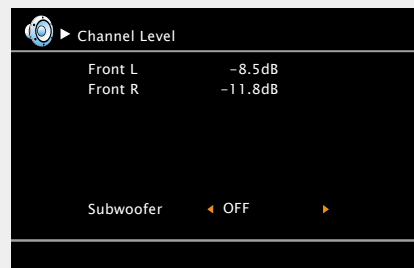 Channel Level
Front L –8.5dB
Front R –11.8dB
Subwoofer OFF